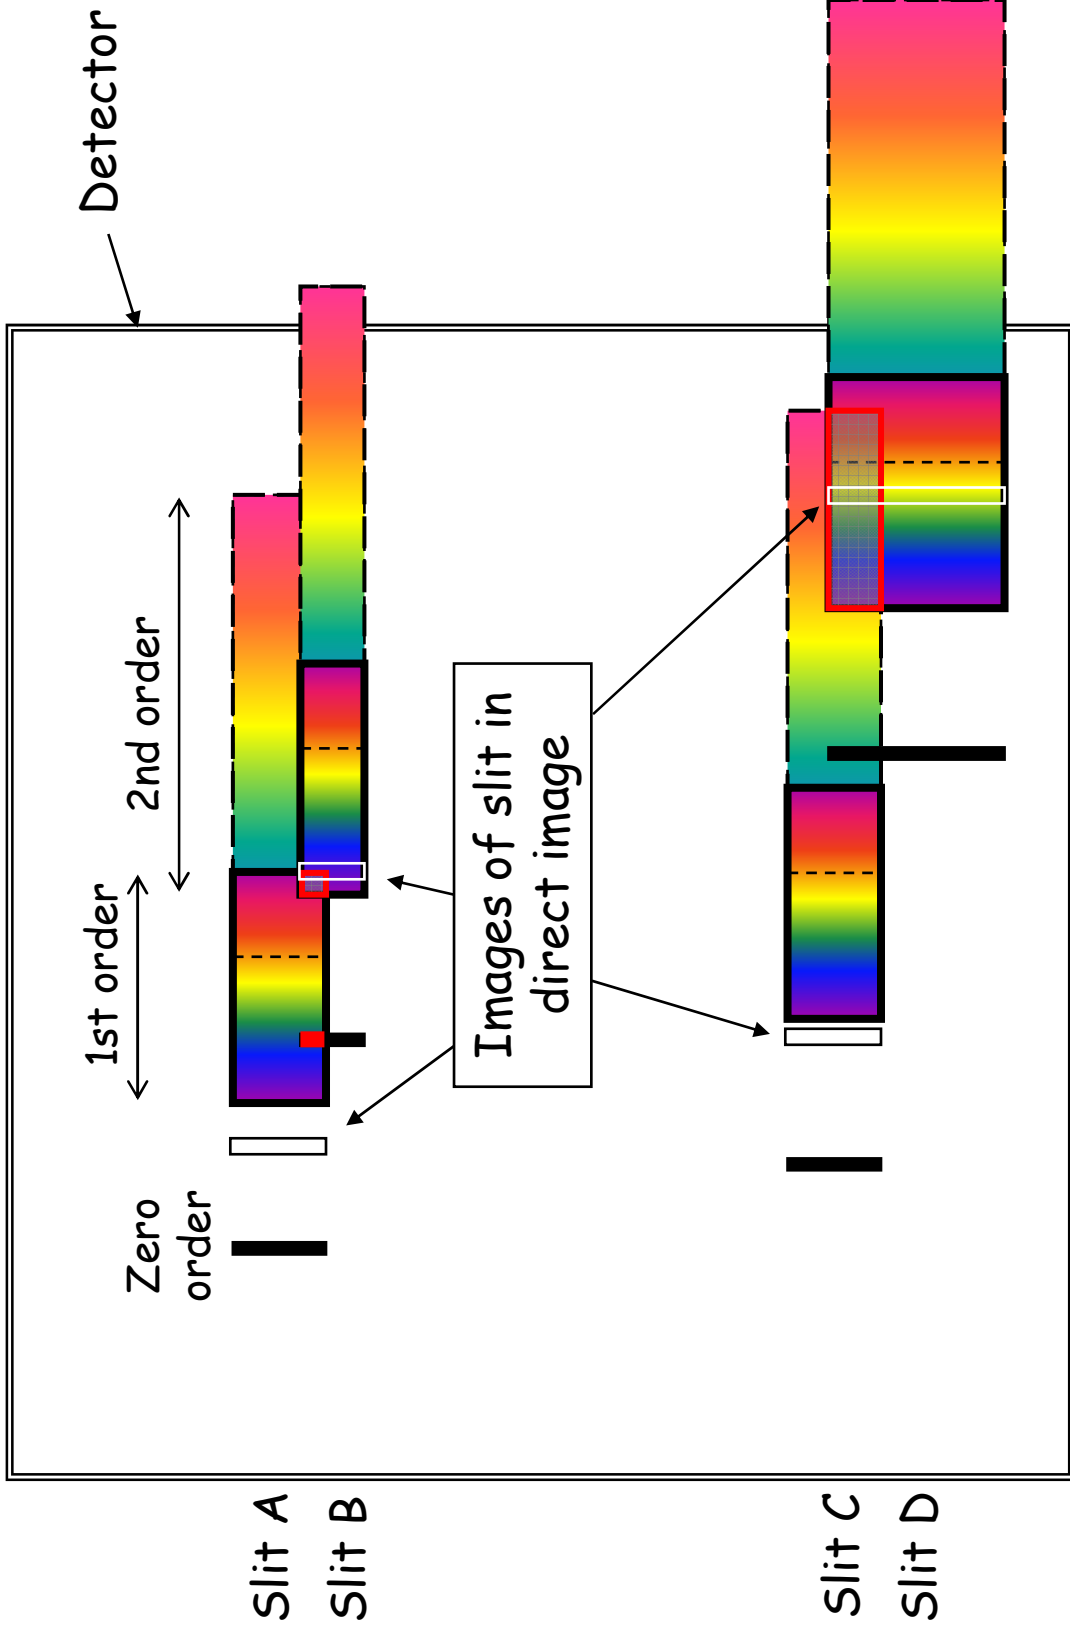 Detector
2nd order
1st order
Zero
order
Images of slit in
direct image
Slit A
Slit B
Slit C
Slit D